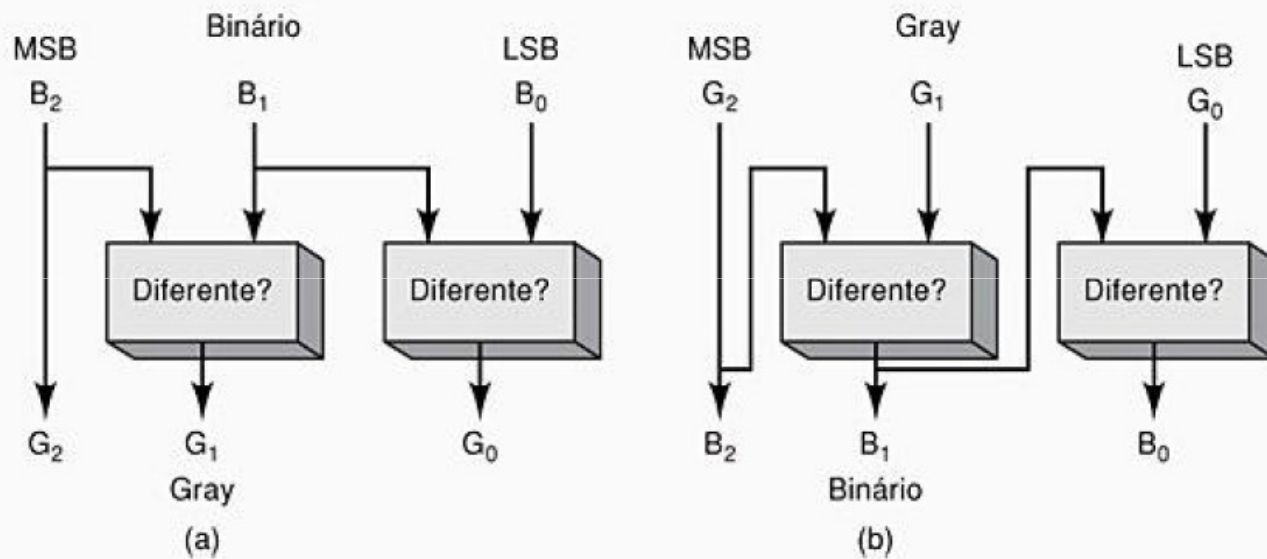 Binário
MSB
LSB
B₂
B₁
B₀
Diferente?
Diferente?
G₂
G₁
G₀
Gray
(a)
Gray
MSB
LSB
G₂
G₁
G₀
Diferente?
Diferente?
B₂
B₁
B₀
Binário
(b)